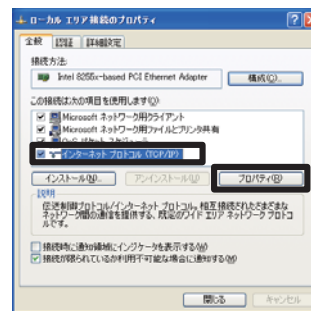 ローカル エリア接続のプロパティ
全般 認証 詳細設定
接続方法:
Intel 8255x-based PCI Ethernet Adapter 構成(C)...
この接続は次の項目を使用します(O):
Microsoft ネットワーク用クライアント
Microsoft ネットワーク用ファイルとプリンタ共有
QoS パケット スケジューラ
インターネット プロトコル (TCP/IP)
インストール(N)... アンインストール(U) プロパティ(R)
説明
伝送制御プロトコル/インターネット プロトコル。相互接続されたさまざまな
ネットワーク間の通信を提供する、既定のワイド エリア ネットワーク プロトコ
ルです。
接続時に通知領域にインジケータを表示する(W)
接続が限られているか利用不可能な場合に通知する(M)
閉じる キャンセル